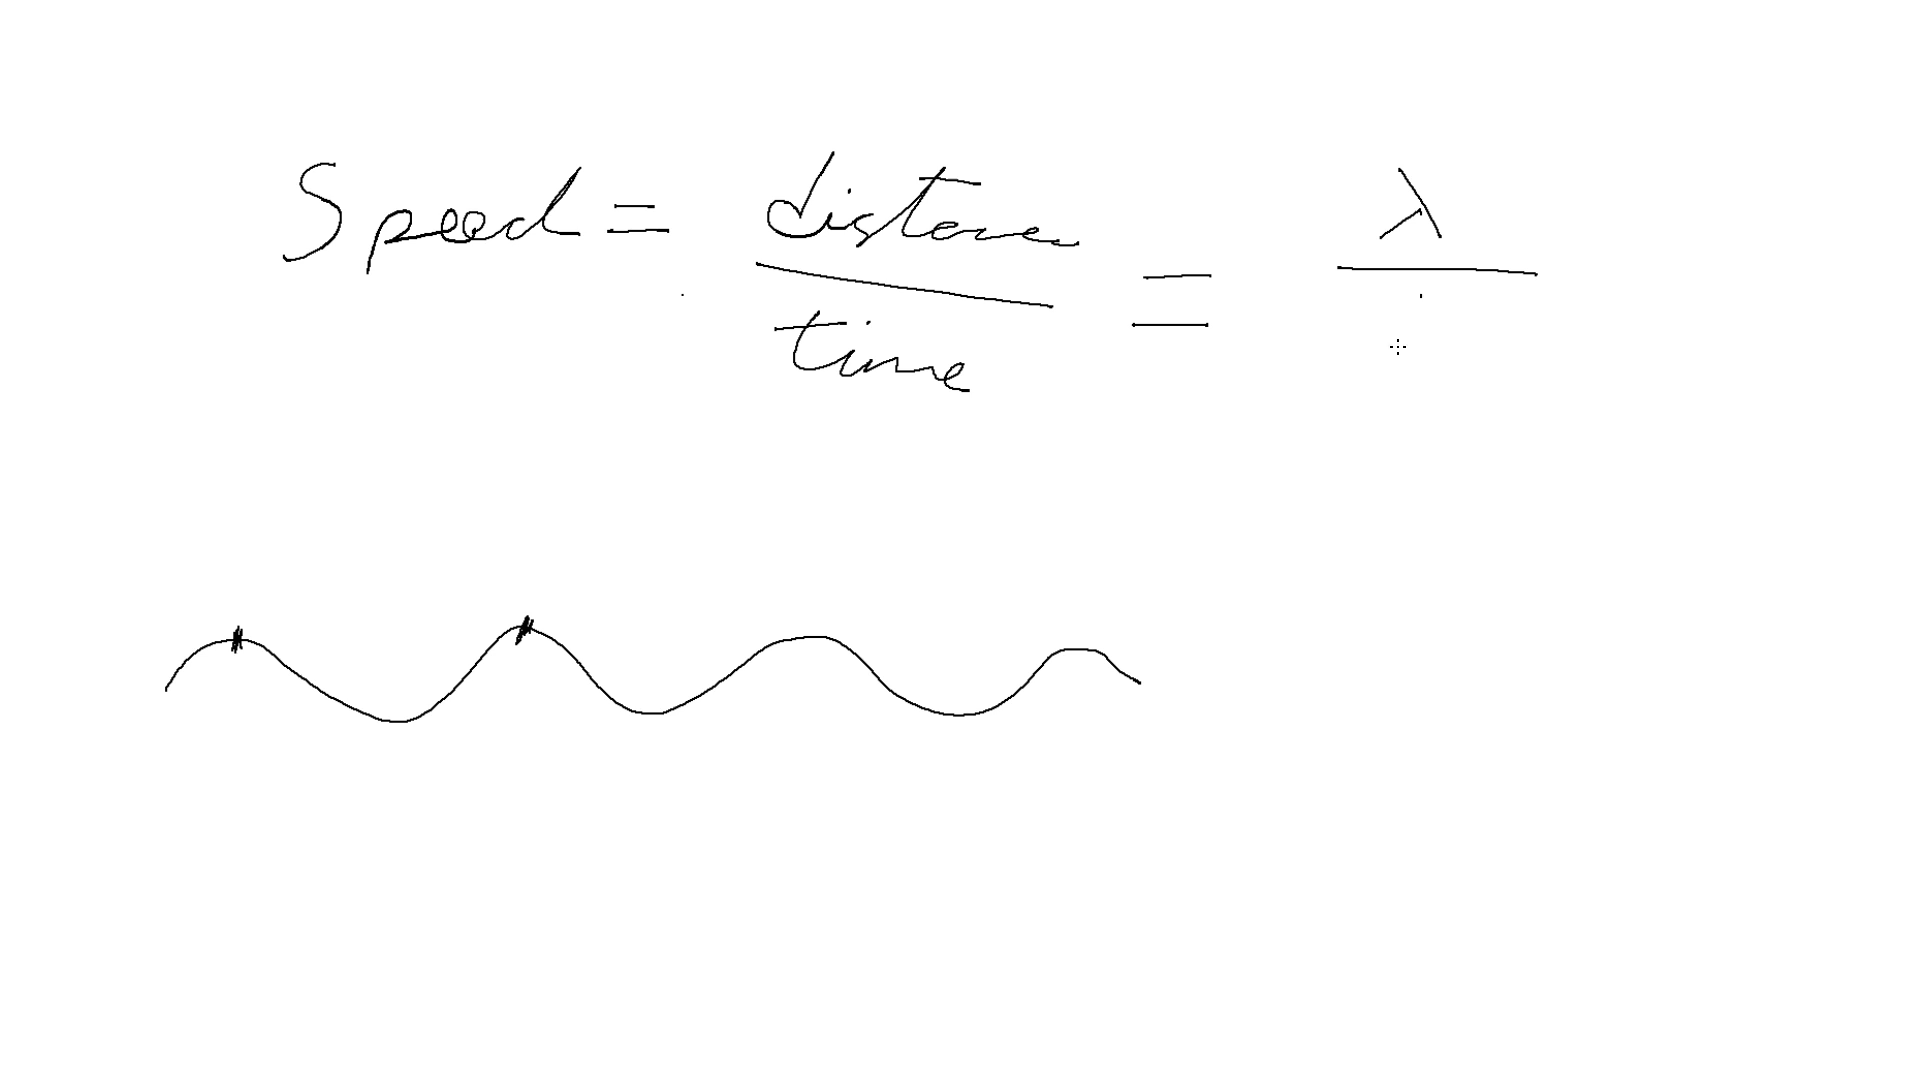 Speed = distance / time = λ